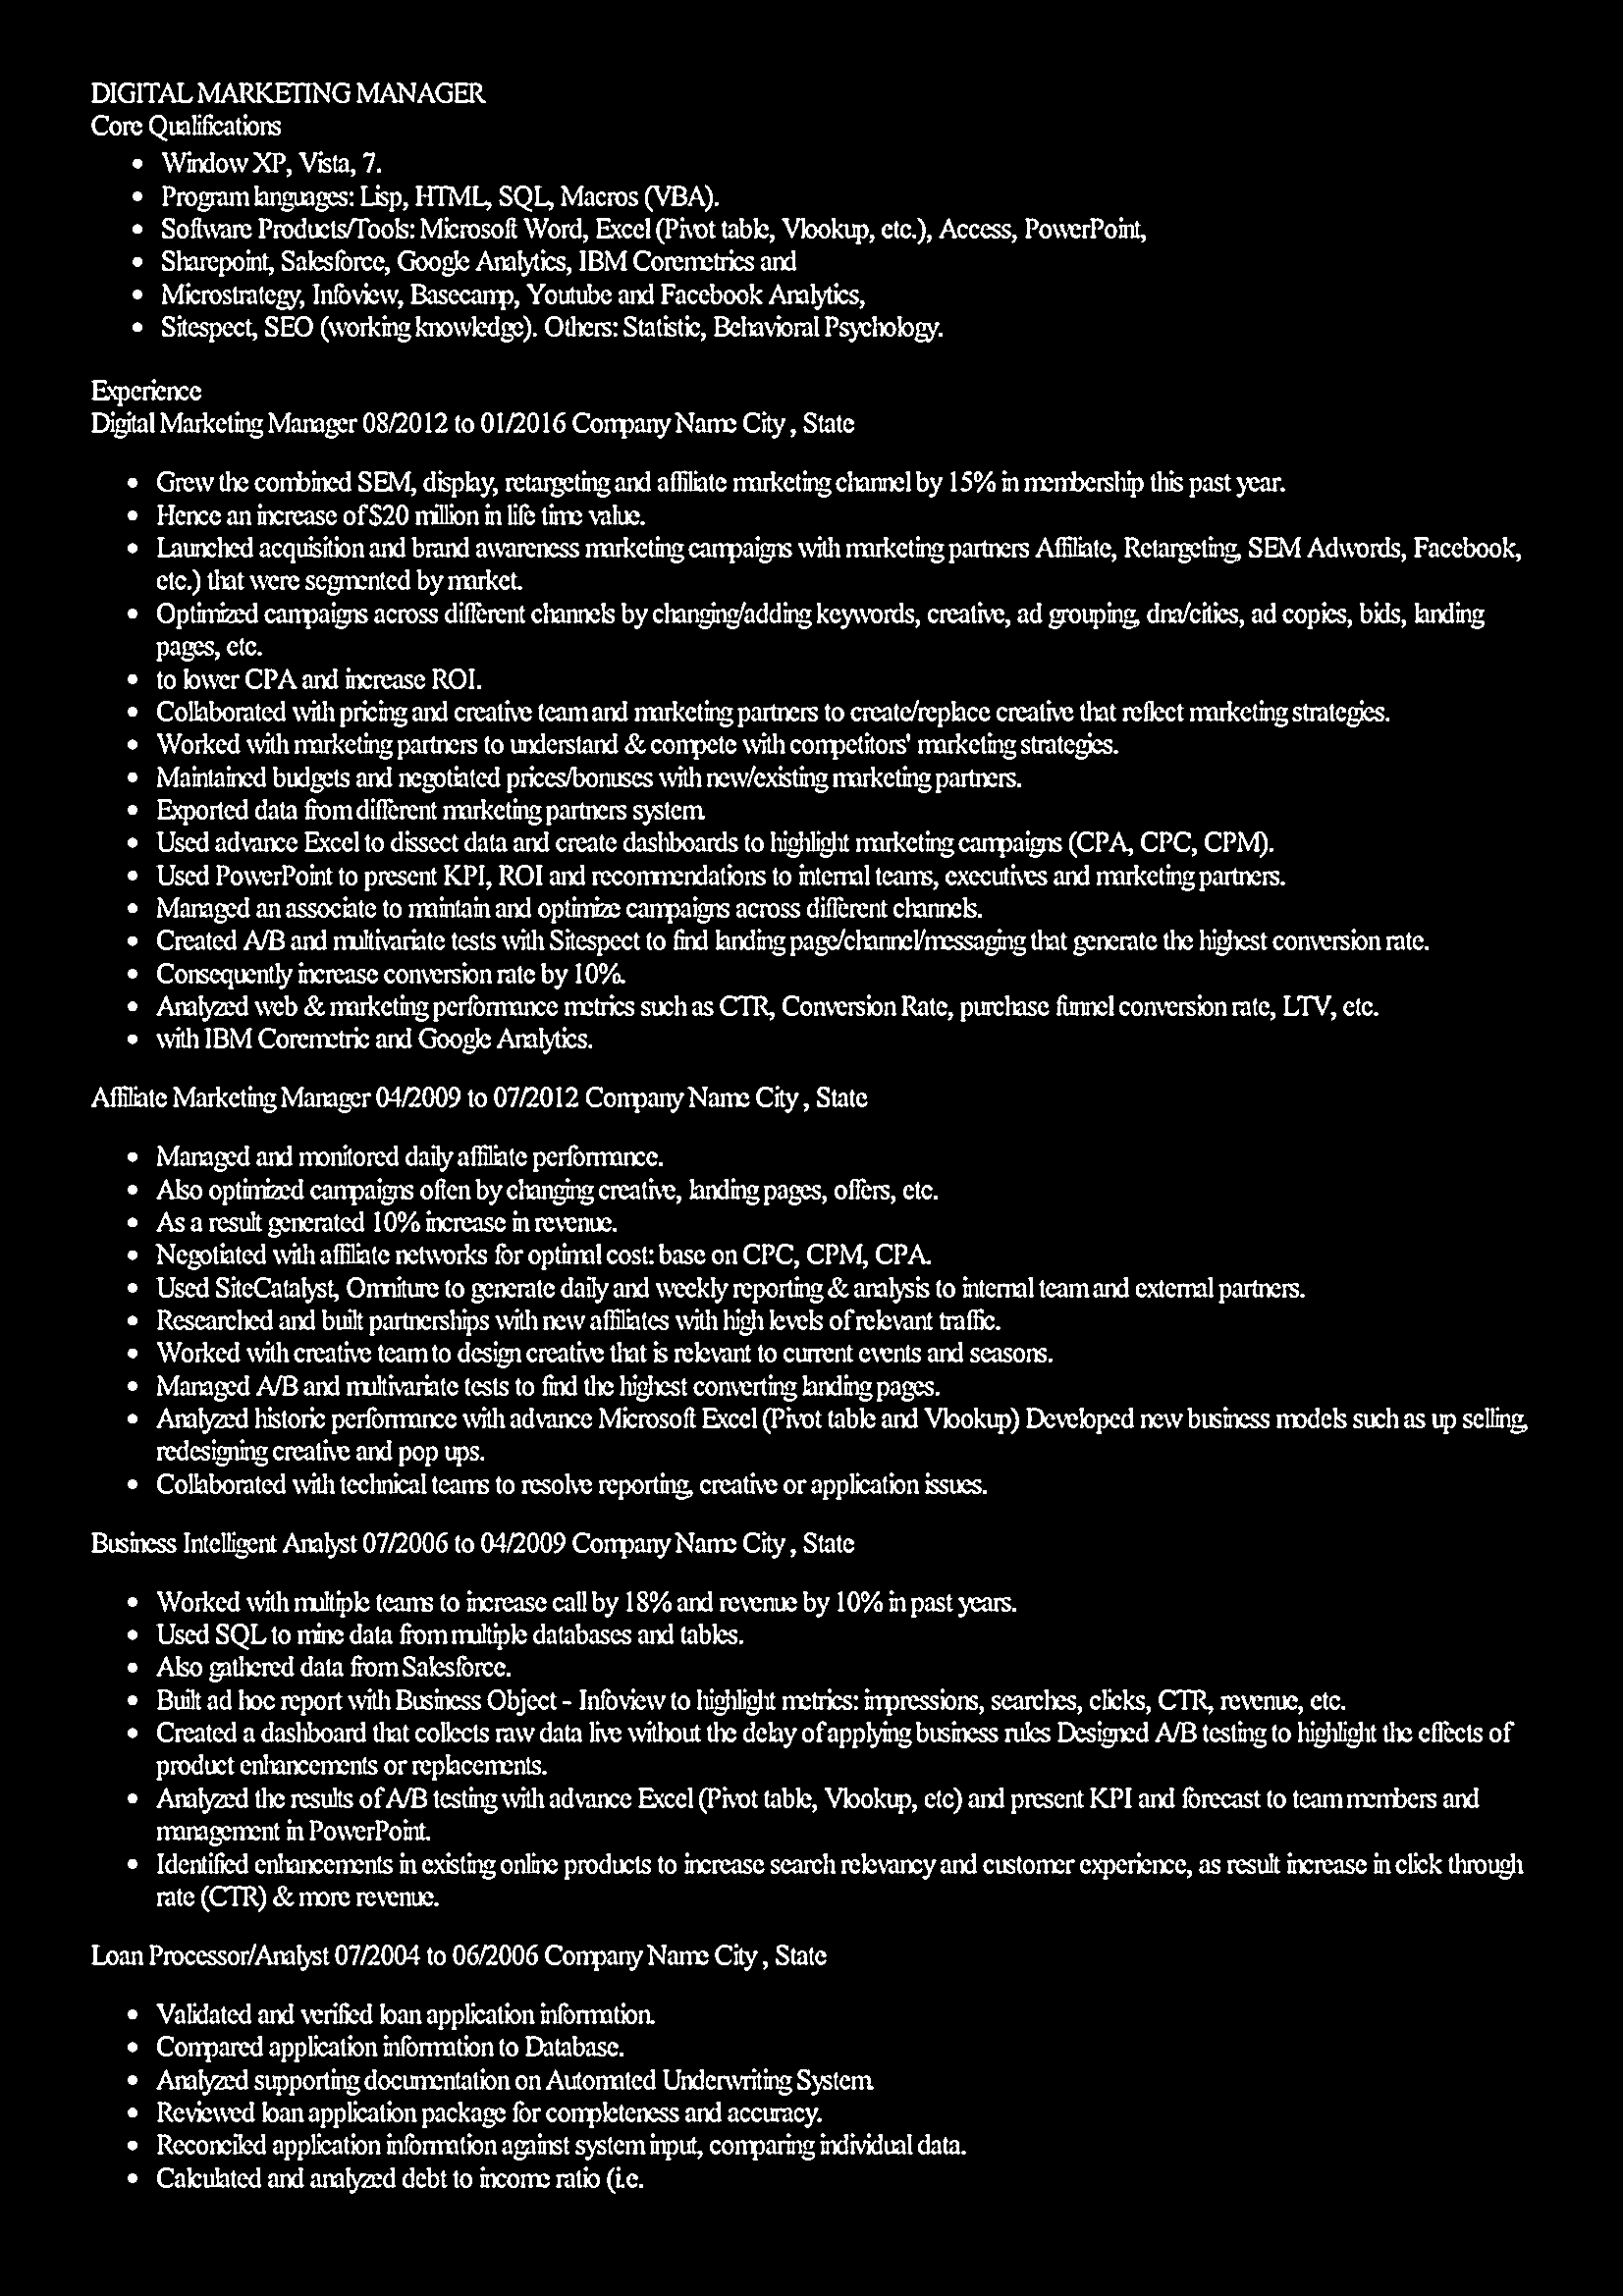 DIGITAL MARKETING MANAGER
Core Qualifications
• Window XP, Vista, 7.
• Program languages: Lisp, HTML, SQL, Macros (VBA).
• Software Products/Tools: Microsoft Word, Excel (Pivot table, Vlookup, etc.), Access, PowerPoint,
• Sharepoint, Salesforce, Google Analytics, IBM Coremetrics and
• Microstrategy, Infoview, Basecamp, Youtube and Facebook Analytics,
• Sitespect, SEO (working knowledge). Others: Statistic, Behavioral Psychology.
Experience
Digital Marketing Manager 08/2012 to 01/2016 Company Name City , State
• Grew the combined SEM, display, retargeting and affiliate marketing channel by 15% in membership this past year.
• Hence an increase of $20 million in life time value.
• Launched acquisition and brand awareness marketing campaigns with marketing partners Affiliate, Retargeting, SEM Adwords, Facebook,
etc.) that were segmented by market.
• Optimized campaigns across different channels by changing/adding keywords, creative, ad grouping, dma/cities, ad copies, bids, landing
pages, etc.
• to lower CPA and increase ROI.
• Collaborated with pricing and creative team and marketing partners to create/replace creative that reflect marketing strategies.
• Worked with marketing partners to understand & compete with competitors' marketing strategies.
• Maintained budgets and negotiated prices/bonuses with new/existing marketing partners.
• Exported data from different marketing partners system.
• Used advance Excel to dissect data and create dashboards to highlight marketing campaigns (CPA, CPC, CPM).
• Used PowerPoint to present KPI, ROI and recommendations to internal teams, executives and marketing partners.
• Managed an associate to maintain and optimize campaigns across different channels.
• Created A/B and multivariate tests with Sitespect to find landing page/channel/messaging that generate the highest conversion rate.
• Consequently increase conversion rate by 10%.
• Analyzed web & marketing performance metrics such as CTR, Conversion Rate, purchase funnel conversion rate, LTV, etc.
• with IBM Coremetric and Google Analytics.
Affiliate Marketing Manager 04/2009 to 07/2012 Company Name City , State
• Managed and monitored daily affiliate performance.
• Also optimized campaigns often by changing creative, landing pages, offers, etc.
• As a result generated 10% increase in revenue.
• Negotiated with affiliate networks for optimal cost: base on CPC, CPM, CPA.
• Used SiteCatalyst, Omniture to generate daily and weekly reporting & analysis to internal team and external partners.
• Researched and built partnerships with new affiliates with high levels of relevant traffic.
• Worked with creative team to design creative that is relevant to current events and seasons.
• Managed A/B and multivariate tests to find the highest converting landing pages.
• Analyzed historic performance with advance Microsoft Excel (Pivot table and Vlookup) Developed new business models such as up selling,
redesigning creative and pop ups.
• Collaborated with technical teams to resolve reporting, creative or application issues.
Business Intelligent Analyst 07/2006 to 04/2009 Company Name City , State
• Worked with multiple teams to increase call by 18% and revenue by 10% in past years.
• Used SQL to mine data from multiple databases and tables.
• Also gathered data from Salesforce.
• Built ad hoc report with Business Object - Infoview to highlight metrics: impressions, searches, clicks, CTR, revenue, etc.
• Created a dashboard that collects raw data live without the delay of applying business rules Designed A/B testing to highlight the effects of
product enhancements or replacements.
• Analyzed the results of A/B testing with advance Excel (Pivot table, Vlookup, etc) and present KPI and forecast to team members and
management in PowerPoint.
• Identified enhancements in existing online products to increase search relevancy and customer experience, as result increase in click through
rate (CTR) & more revenue.
Loan Processor/Analyst 07/2004 to 06/2006 Company Name City , State
• Validated and verified loan application information.
• Compared application information to Database.
• Analyzed supporting documentation on Automated Underwriting System.
• Reviewed loan application package for completeness and accuracy.
• Reconciled application information against system input, comparing individual data.
• Calculated and analyzed debt to income ratio (i.e.